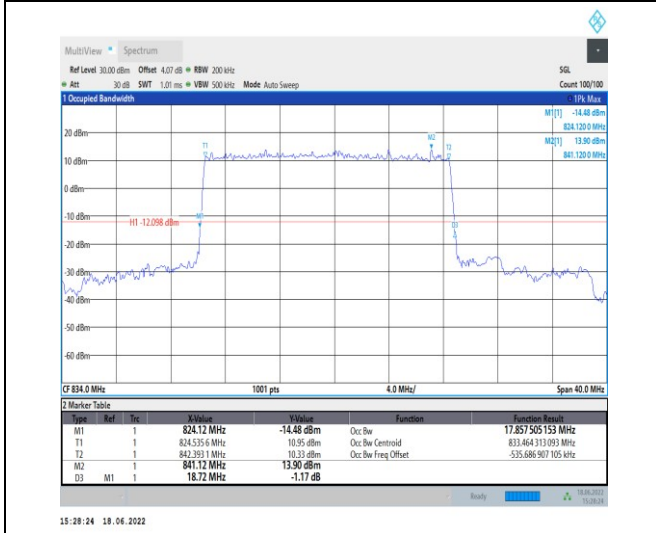 MultiView Spectrum
Ref Level 30.00 dBm Offset 4.07 dB RBW 200 kHz SGL
Att 30 dB SWT 1.01 ms VBW 500 kHz Mode Auto Sweep Count 100/100
1 Occupied Bandwidth 1Pk Max
M1[1] -14.48 dBm
824.120 0 MHz
M2[1] 13.90 dBm
841.120 0 MHz
20 dBm
M2
T1 T2
10 dBm
0 dBm
-10 dBm
M1
H1 -12.098 dBm
D3
-20 dBm
-30 dBm
-40 dBm
-50 dBm
-60 dBm
CF 834.0 MHz 1001 pts 4.0 MHz/ Span 40.0 MHz
2 Marker Table
Type Ref Trc X-Value Y-Value Function Function Result
M1 1 824.12 MHz -14.48 dBm Occ Bw 17.857 505 153 MHz
T1 1 824.535 6 MHz 10.95 dBm Occ Bw Centroid 833.464 313 093 MHz
T2 1 842.393 1 MHz 10.33 dBm Occ Bw Freq Offset -535.686 907 105 kHz
M2 1 841.12 MHz 13.90 dBm
D3 M1 1 18.72 MHz -1.17 dB
Ready 18.06.2022
15:28:24
15:28:24 18.06.2022